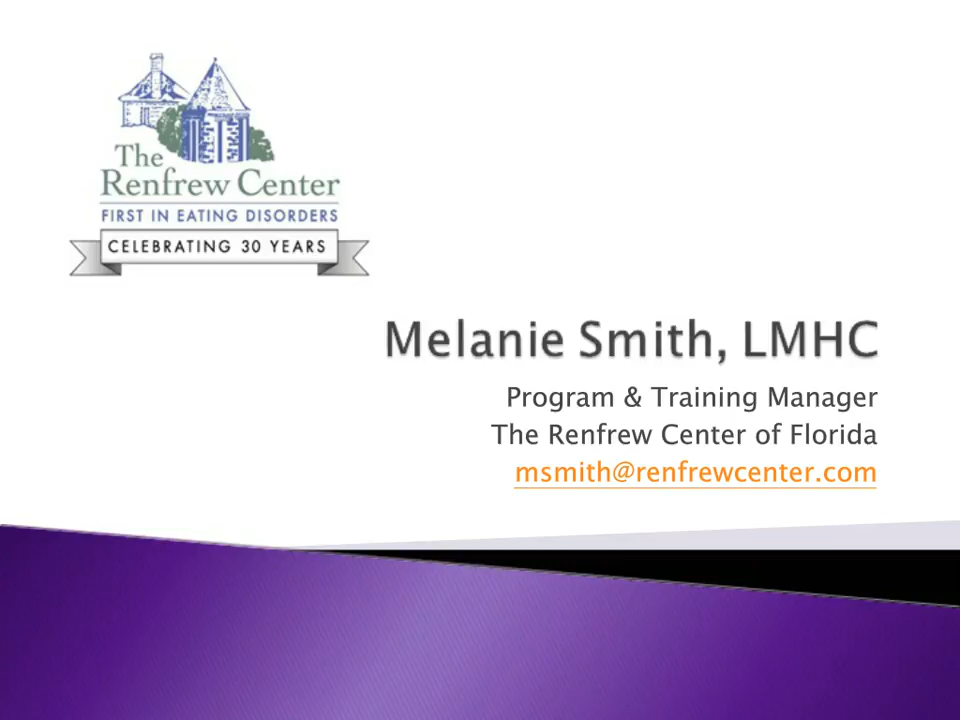 The
Renfrew Center
FIRST IN EATING DISORDERS
CELEBRATING 30 YEARS
Melanie Smith, LMHC
Program & Training Manager
The Renfrew Center of Florida
msmith@renfrewcenter.com